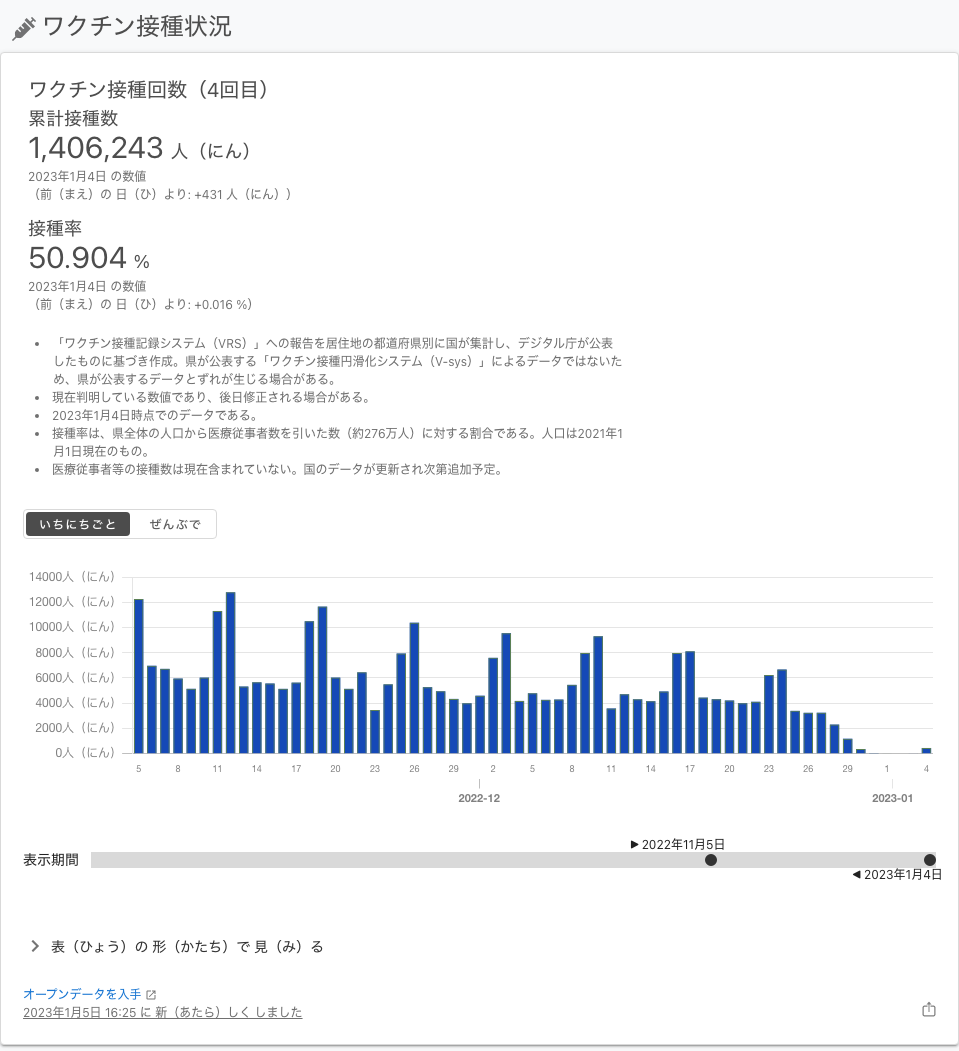 ワクチン接種状況
ワクチン接種回数（4回目）
累計接種数
1,406,243 人（にん）
2023年1月4日 の数値
（前（まえ）の 日（ひ）より: +431 人（にん））
接種率
50.904 %
2023年1月4日 の数値
（前（まえ）の 日（ひ）より: +0.016 %）
• 「ワクチン接種記録システム（VRS）」への報告を居住地の都道府県別に国が集計し、デジタル庁が公表
したものに基づき作成。県が公表する「ワクチン接種円滑化システム（V-sys）」によるデータではないた
め、県が公表するデータとずれが生じる場合がある。
• 現在判明している数値であり、後日修正される場合がある。
• 2023年1月4日時点でのデータである。
• 接種率は、県全体の人口から医療従事者数を引いた数（約276万人）に対する割合である。人口は2021年1
月1日現在のもの。
• 医療従事者等の接種数は現在含まれていない。国のデータが更新され次第追加予定。
いちにちごと ぜんぶで
14000人（にん）
12000人（にん）
10000人（にん）
8000人（にん）
6000人（にん）
4000人（にん）
2000人（にん）
0人（にん）
5 8 11 14 17 20 23 26 29 2 5 8 11 14 17 20 23 26 29 1 4
2022-12 2023-01
▶ 2022年11月5日
表示期間
◀ 2023年1月4日
表（ひょう）の 形（かたち）で 見（み）る
オープンデータを入手
2023年1月5日 16:25 に 新（あたら）しく しました